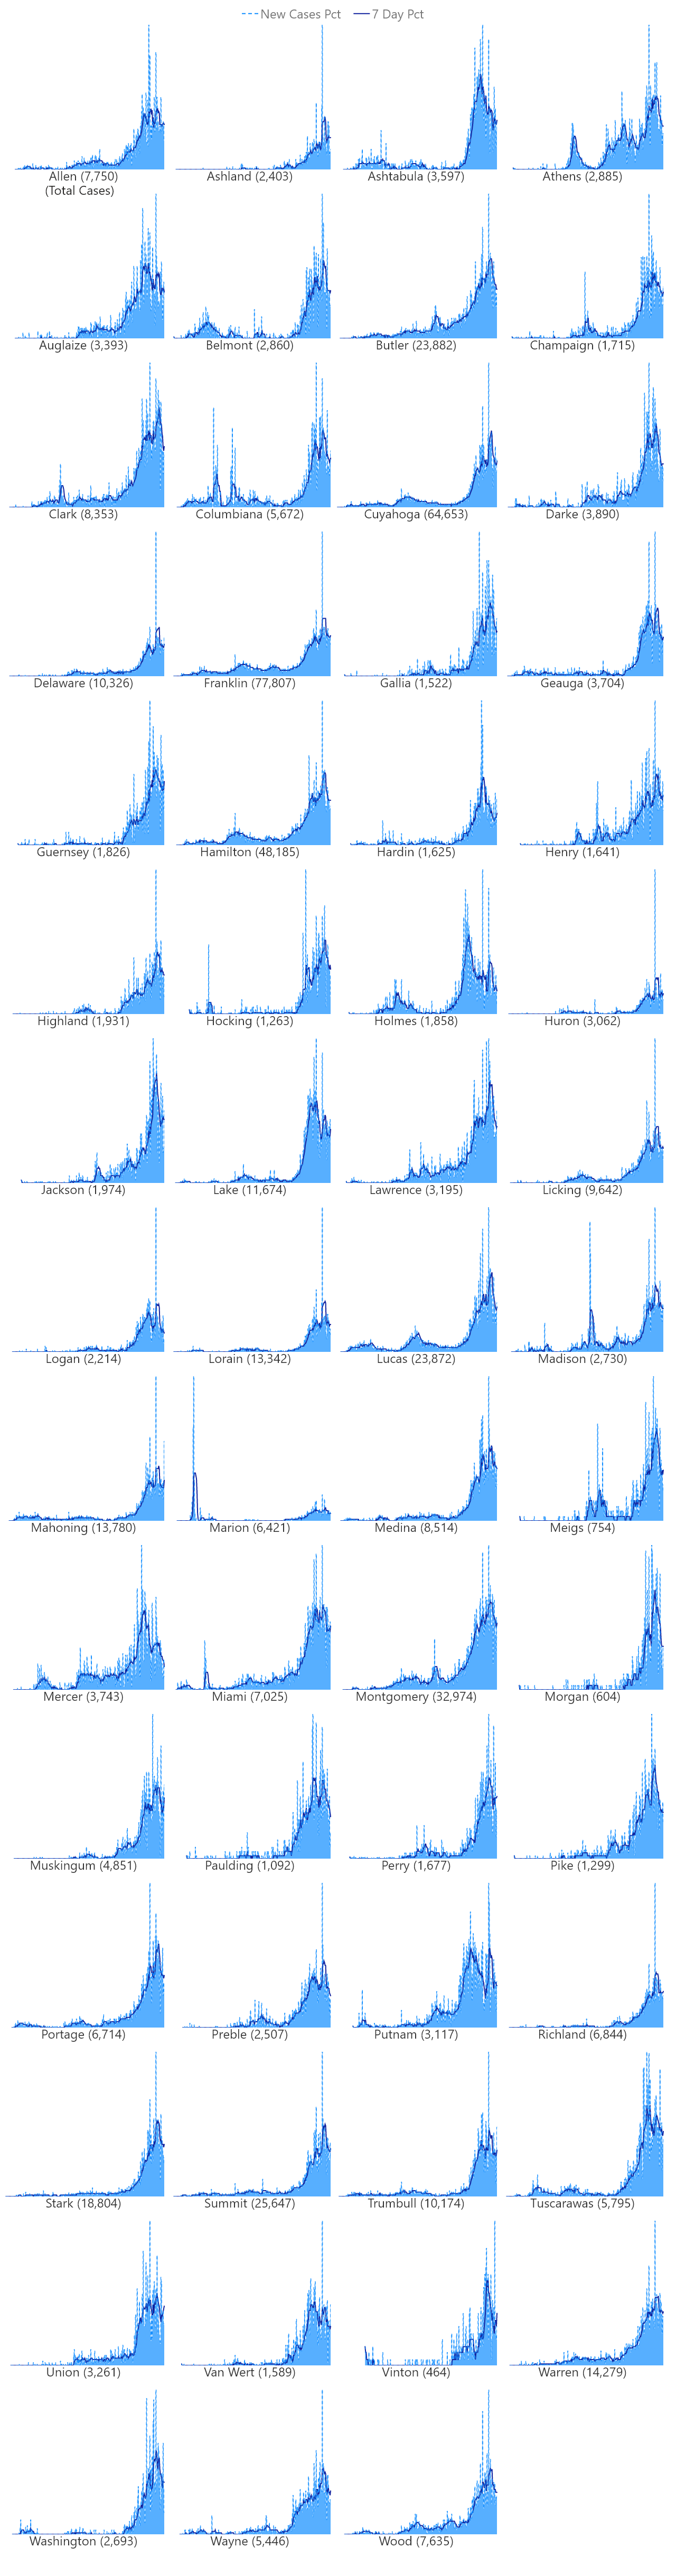 New Cases Pct 7 Day Pct
Allen (7,750) Ashland (2,403) Ashtabula (3,597) Athens (2,885)
(Total Cases)
Auglaize (3,393) Belmont (2,860) Butler (23,882) Champaign (1,715)
Clark (8,353) Columbiana (5,672) Cuyahoga (64,653) Darke (3,890)
Delaware (10,326) Franklin (77,807) Gallia (1,522) Geauga (3,704)
Guernsey (1,826) Hamilton (48,185) Hardin (1,625) Henry (1,641)
Highland (1,931) Hocking (1,263) Holmes (1,858) Huron (3,062)
Jackson (1,974) Lake (11,674) Lawrence (3,195) Licking (9,642)
Logan (2,214) Lorain (13,342) Lucas (23,872) Madison (2,730)
Mahoning (13,780) Marion (6,421) Medina (8,514) Meigs (754)
Mercer (3,743) Miami (7,025) Montgomery (32,974) Morgan (604)
Muskingum (4,851) Paulding (1,092) Perry (1,677) Pike (1,299)
Portage (6,714) Preble (2,507) Putnam (3,117) Richland (6,844)
Stark (18,804) Summit (25,647) Trumbull (10,174) Tuscarawas (5,795)
Union (3,261) Van Wert (1,589) Vinton (464) Warren (14,279)
Washington (2,693) Wayne (5,446) Wood (7,635)